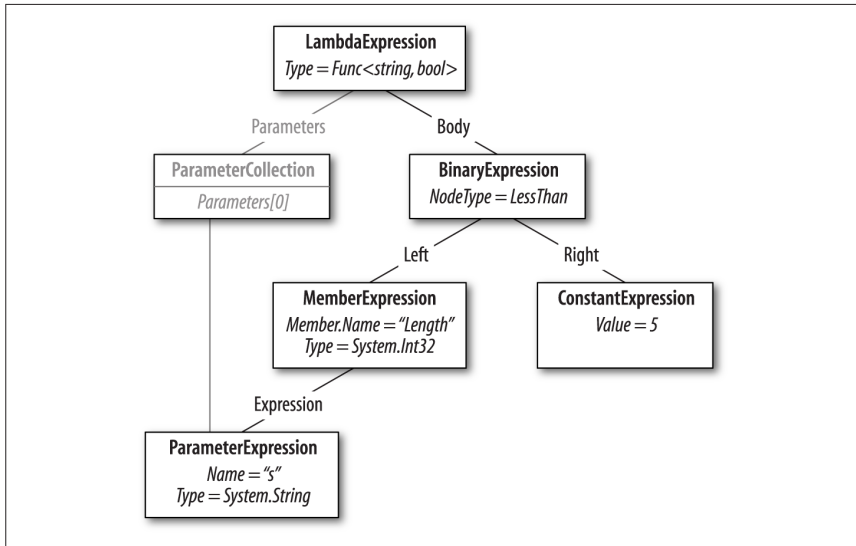 LambdaExpression
Type = Func<string, bool>
Parameters
Body
ParameterCollection
Parameters[0]
BinaryExpression
NodeType = LessThan
Left
Right
MemberExpression
Member.Name = “Length”
Type = System.Int32
ConstantExpression
Value = 5
Expression
ParameterExpression
Name = “s”
Type = System.String